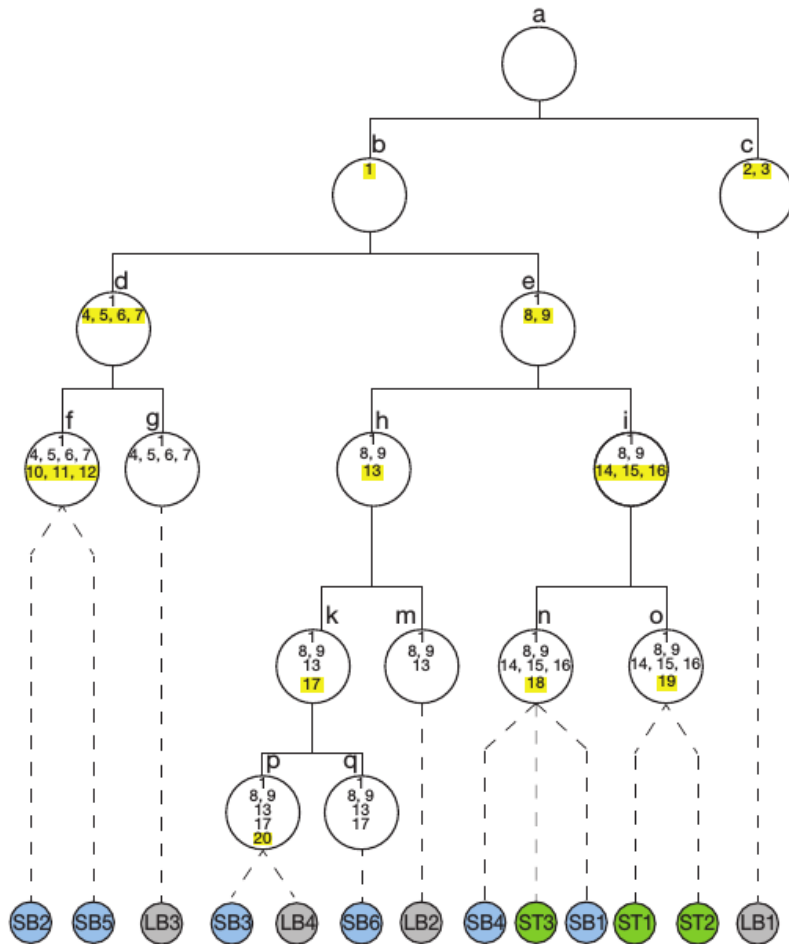 a
b
c
1
2, 3
d
e
1
4, 5, 6, 7
1
8, 9
f
g
h
i
1
4, 5, 6, 7
10, 11, 12
1
4, 5, 6, 7
1
8, 9
13
1
8, 9
14, 15, 16
k
m
n
o
1
8, 9
13
17
1
8, 9
13
1
8, 9
14, 15, 16
18
1
8, 9
14, 15, 16
19
p
q
1
8, 9
13
17
20
1
8, 9
13
17
SB2
SB5
LB3
SB3
LB4
SB6
LB2
SB4
ST3
SB1
ST1
ST2
LB1